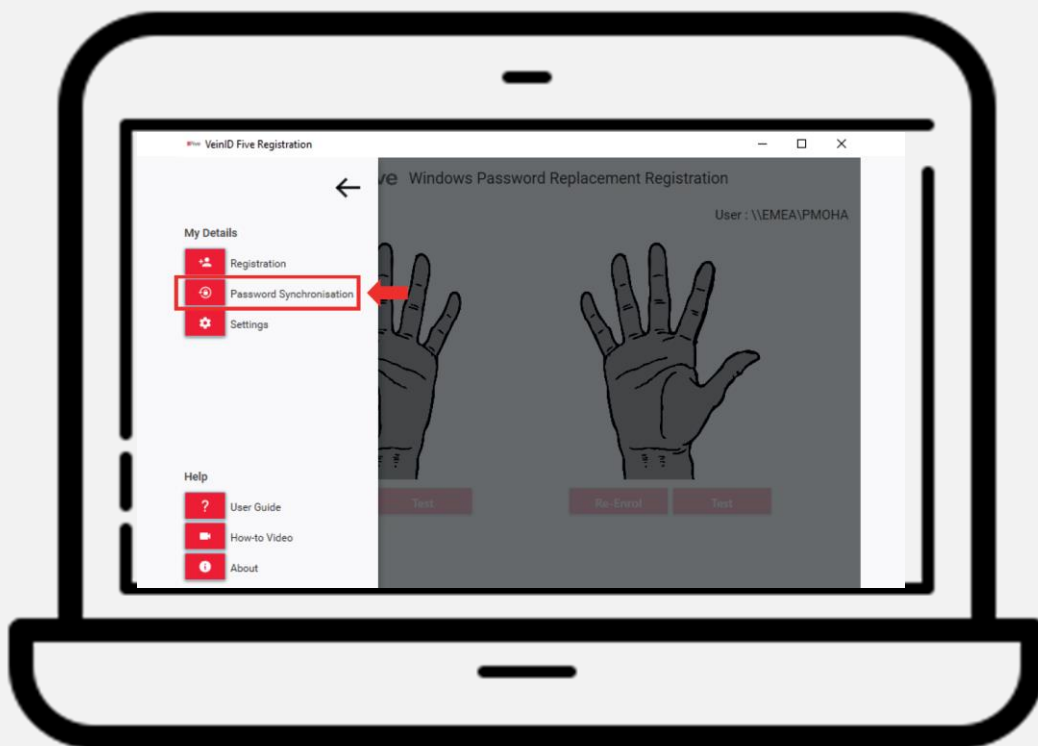 VeinID Five Registration
ve Windows Password Replacement Registration
User : \\EMEA\PMOHA
My Details
Registration
Password Synchronisation
Settings
Test
Re-Enrol Test
Help
? User Guide
How-to Video
About